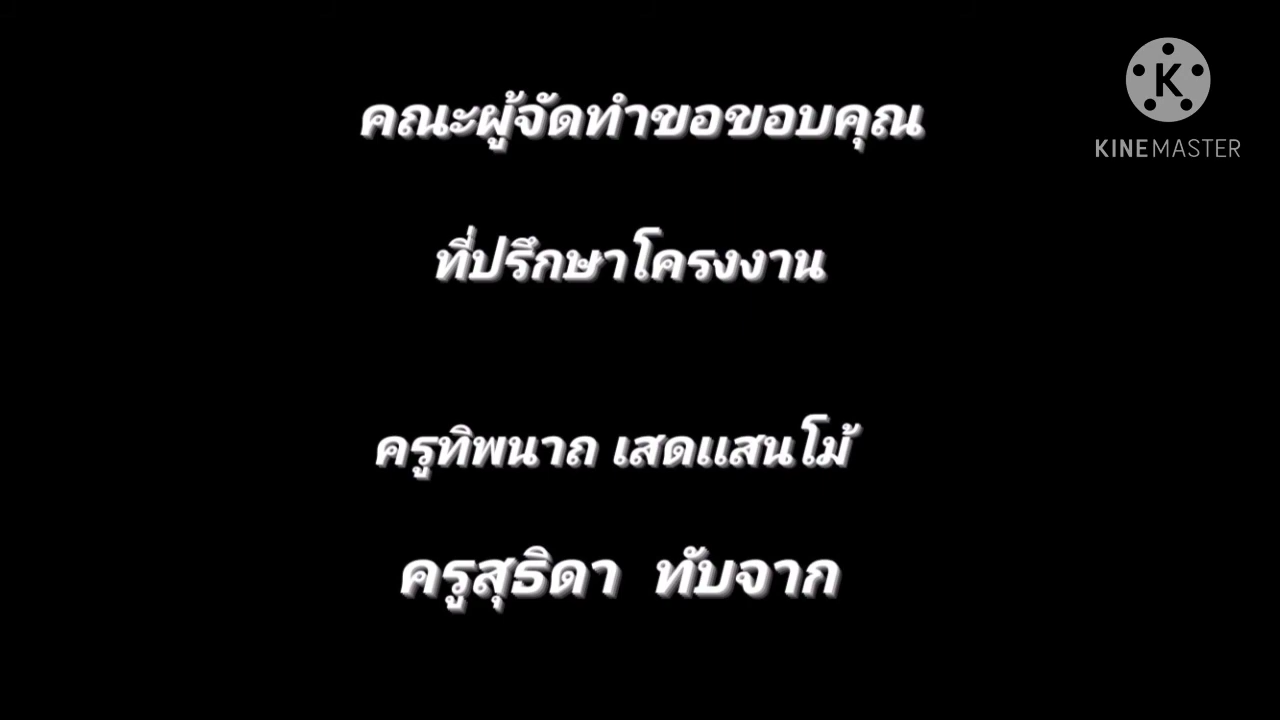 คณะผู้จัดทำขอขอบคุณ
KINEMASTER
ที่ปรึกษาโครงงาน
ครูทิพนาถ เสดแสนโม้
ครูสุธิดา ทับจาก